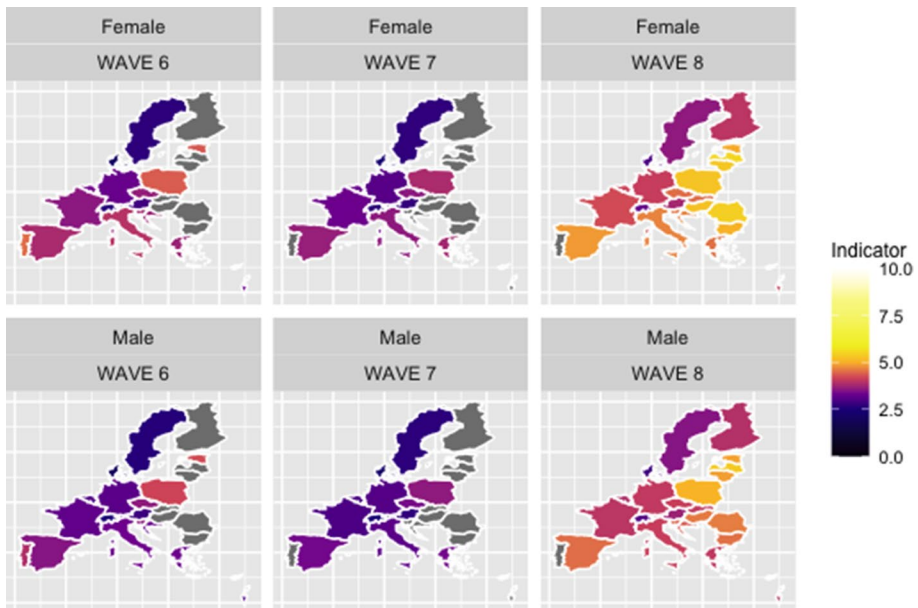 Female
Female
Female
WAVE 6
WAVE 7
WAVE 8
Male
Male
Male
WAVE 6
WAVE 7
WAVE 8
Indicator
10.0
7.5
5.0
2.5
0.0